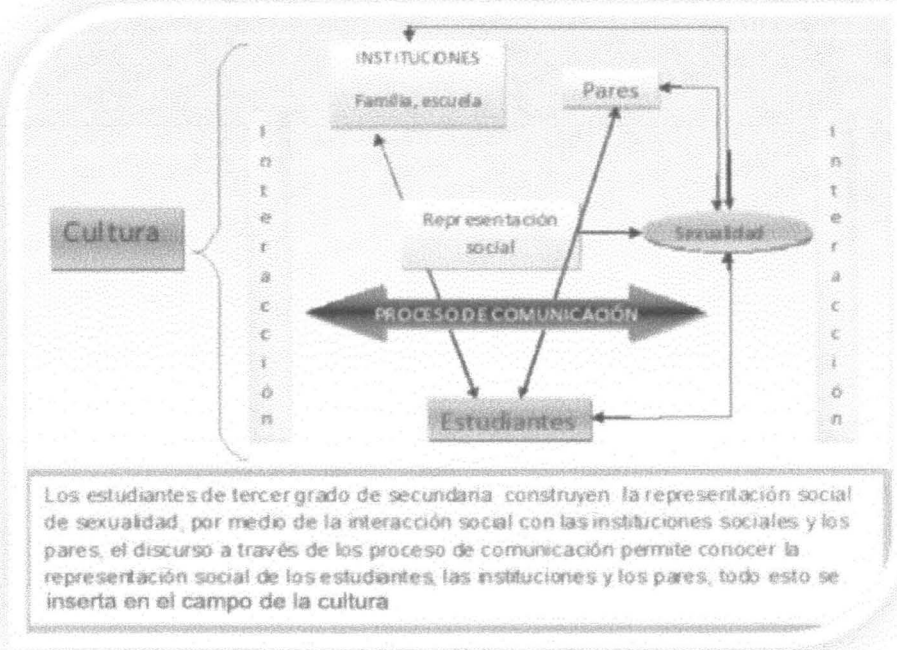 INSTITUCIONES
Familia, escuela
Pares
Interacción
Interacción
Cultura
Representación
social
Sexualidad
PROCESO DE COMUNICACIÓN
Estudiantes
Los estudiantes de tercer grado de secundaria construyen la representación social
de sexualidad, por medio de la interacción social con las instituciones sociales y los
pares, el discurso a través de los proceso de comunicación permite conocer la
representación social de los estudiantes, las instituciones y los pares, todo esto se
inserta en el campo de la cultura